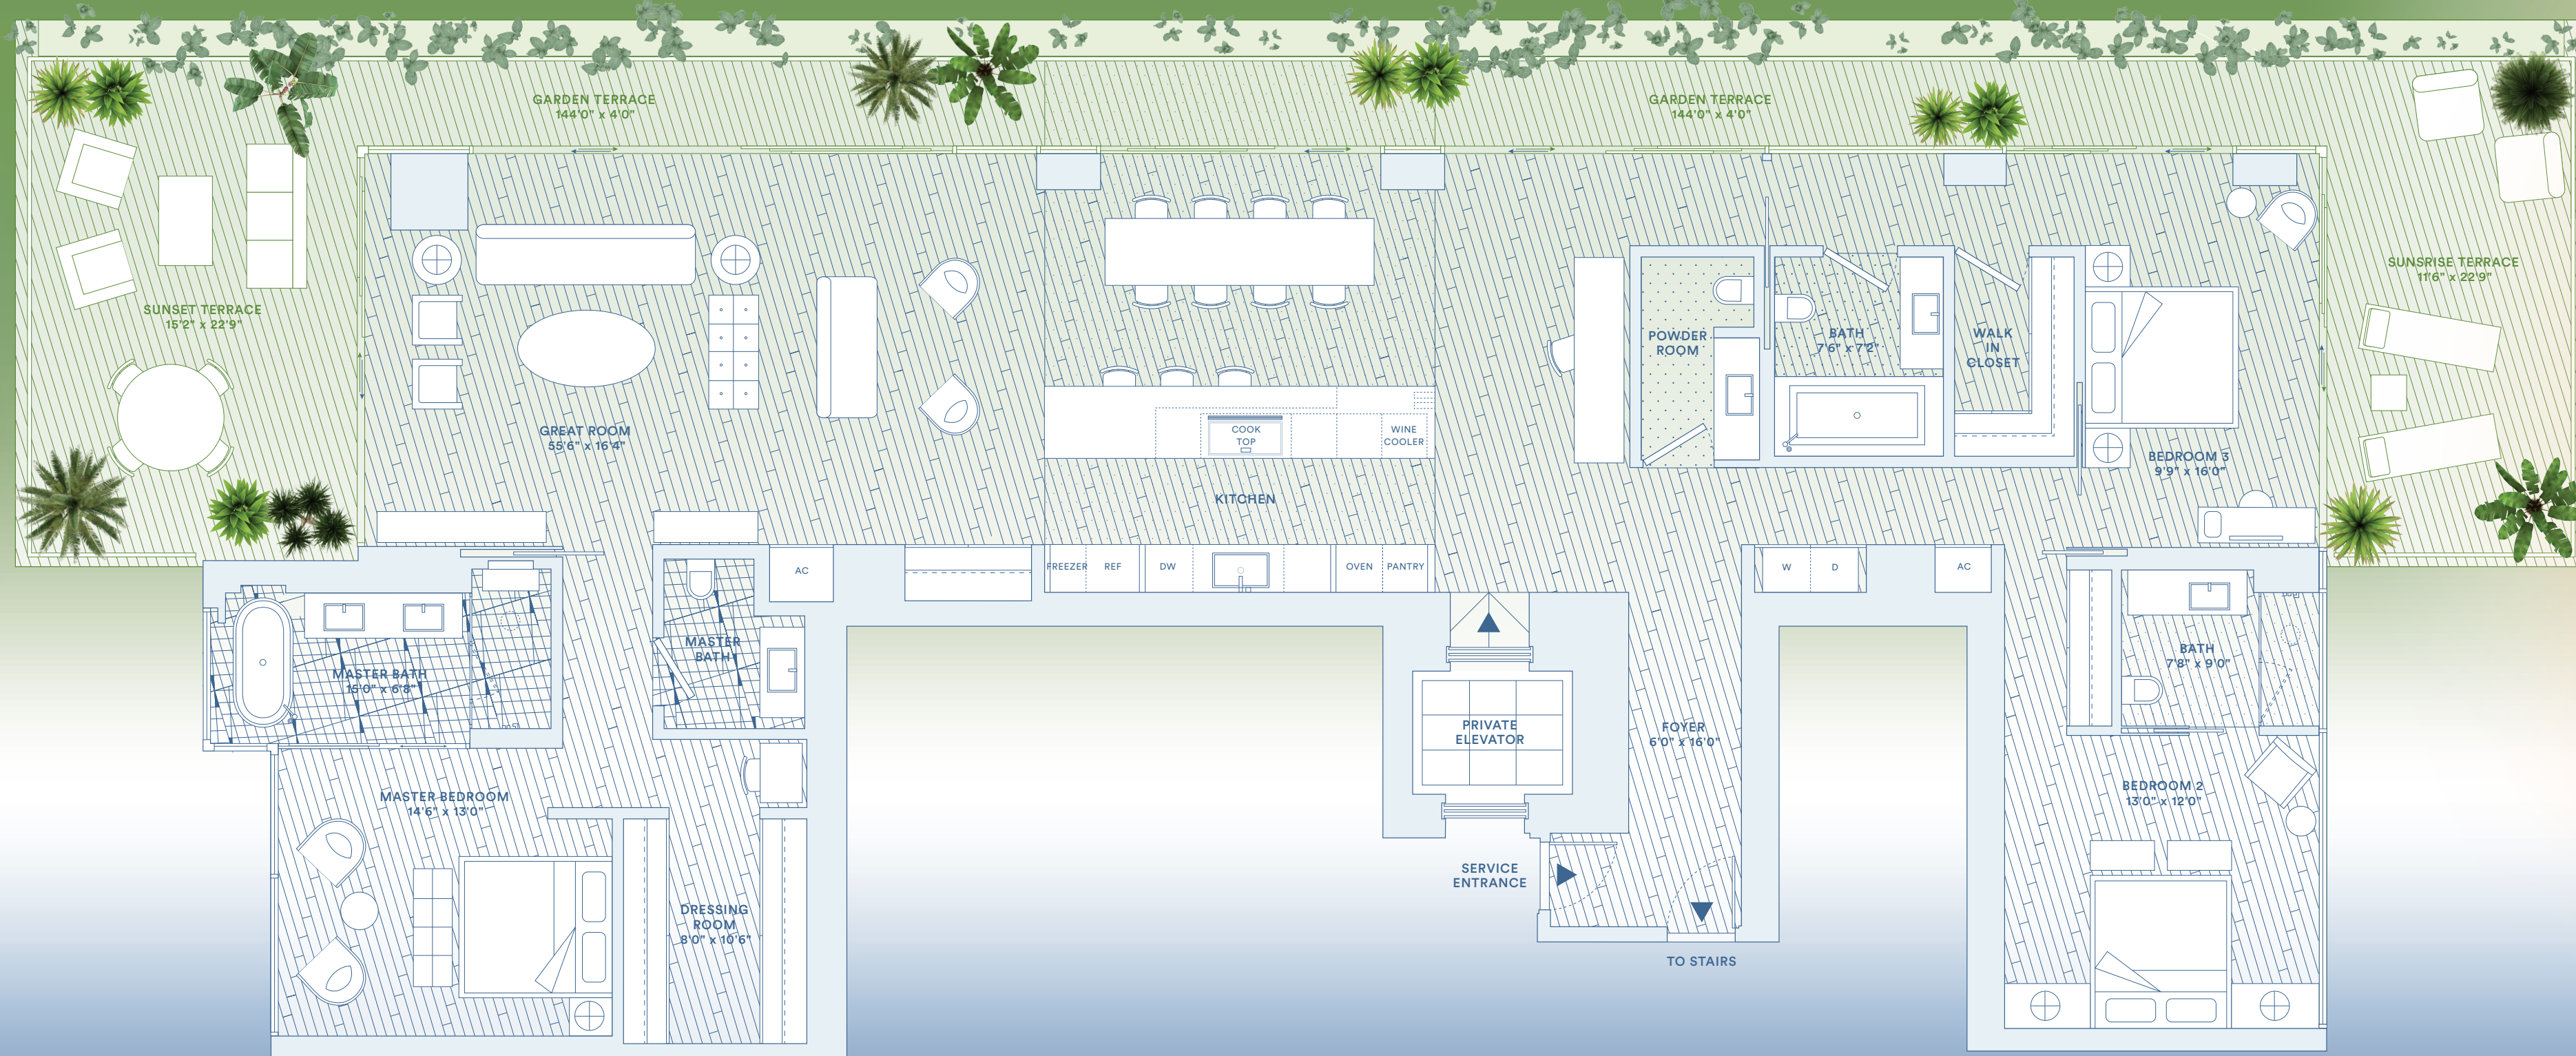 GARDEN TERRACE
144'0" x 4'0"
GARDEN TERRACE
144'0" x 4'0"
SUNSET TERRACE
15'2" x 22'9"
SUNSRISE TERRACE
11'6" x 22'9"
GREAT ROOM
55'6" x 16'4"
COOK
TOP
WINE
COOLER
KITCHEN
POWDER
ROOM
BATH
7'6" x 7'2"
WALK
IN
CLOSET
BEDROOM 3
9'9" x 16'0"
AC
FREEZER
REF
DW
OVEN
PANTRY
W
D
AC
MASTER BATH
15'0" x 6'8"
MASTER
BATH
PRIVATE
ELEVATOR
FOYER
6'0" x 16'0"
BATH
7'8" x 9'0"
MASTER BEDROOM
14'6" x 13'0"
BEDROOM 2
13'0" x 12'0"
DRESSING
ROOM
8'0" x 10'6"
SERVICE
ENTRANCE
TO STAIRS